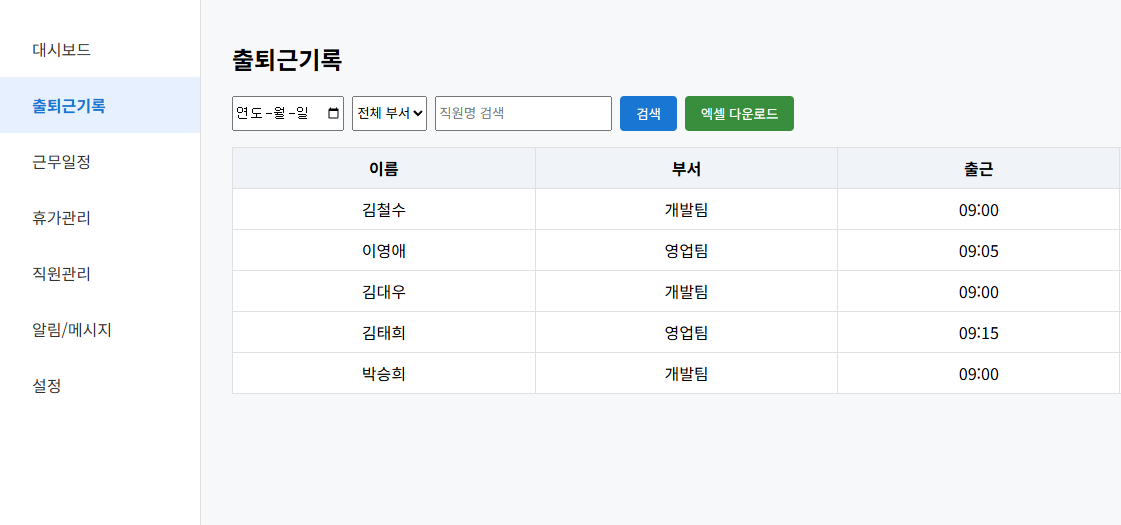 대시보드
출퇴근기록
근무일정
휴가관리
직원관리
알림/메시지
설정
출퇴근기록
연도-월-일 전체 부서 직원명 검색 검색 엑셀 다운로드
이름 부서 출근
김철수 개발팀 09:00
이영애 영업팀 09:05
김대우 개발팀 09:00
김태희 영업팀 09:15
박승희 개발팀 09:00